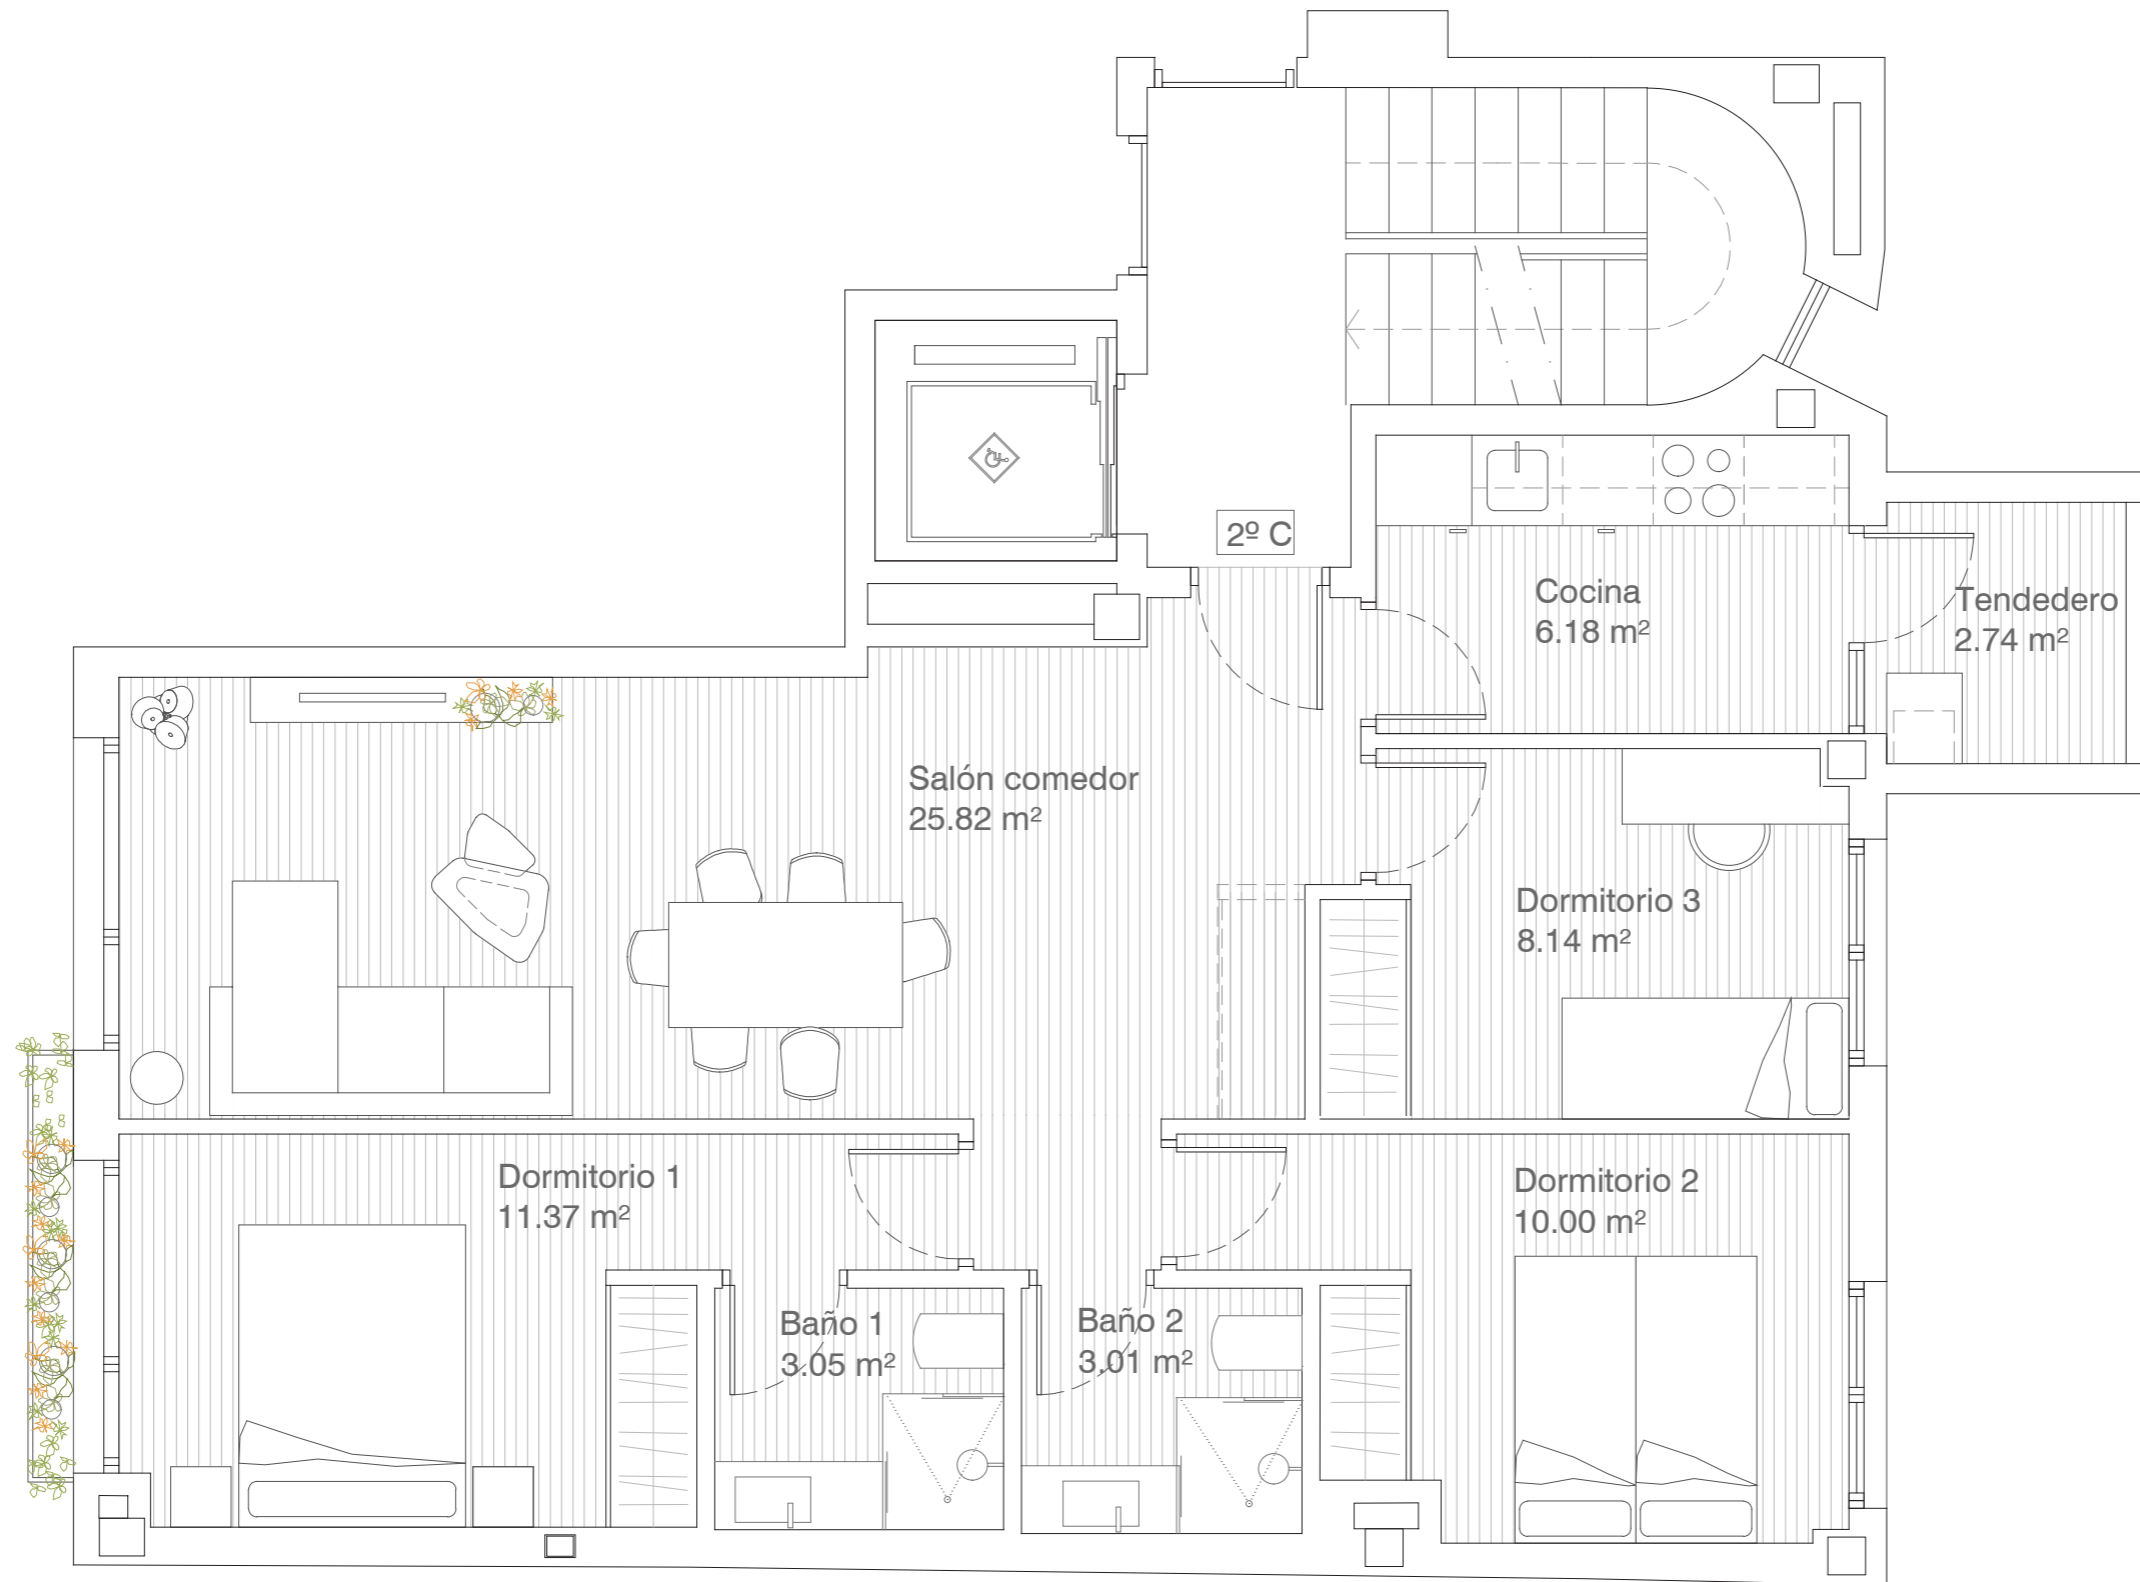 2º C
Cocina
6.18 m²
Tendedero
2.74 m²
Salón comedor
25.82 m²
Dormitorio 3
8.14 m²
Dormitorio 1
11.37 m²
Dormitorio 2
10.00 m²
Baño 1
3.05 m²
Baño 2
3.01 m²